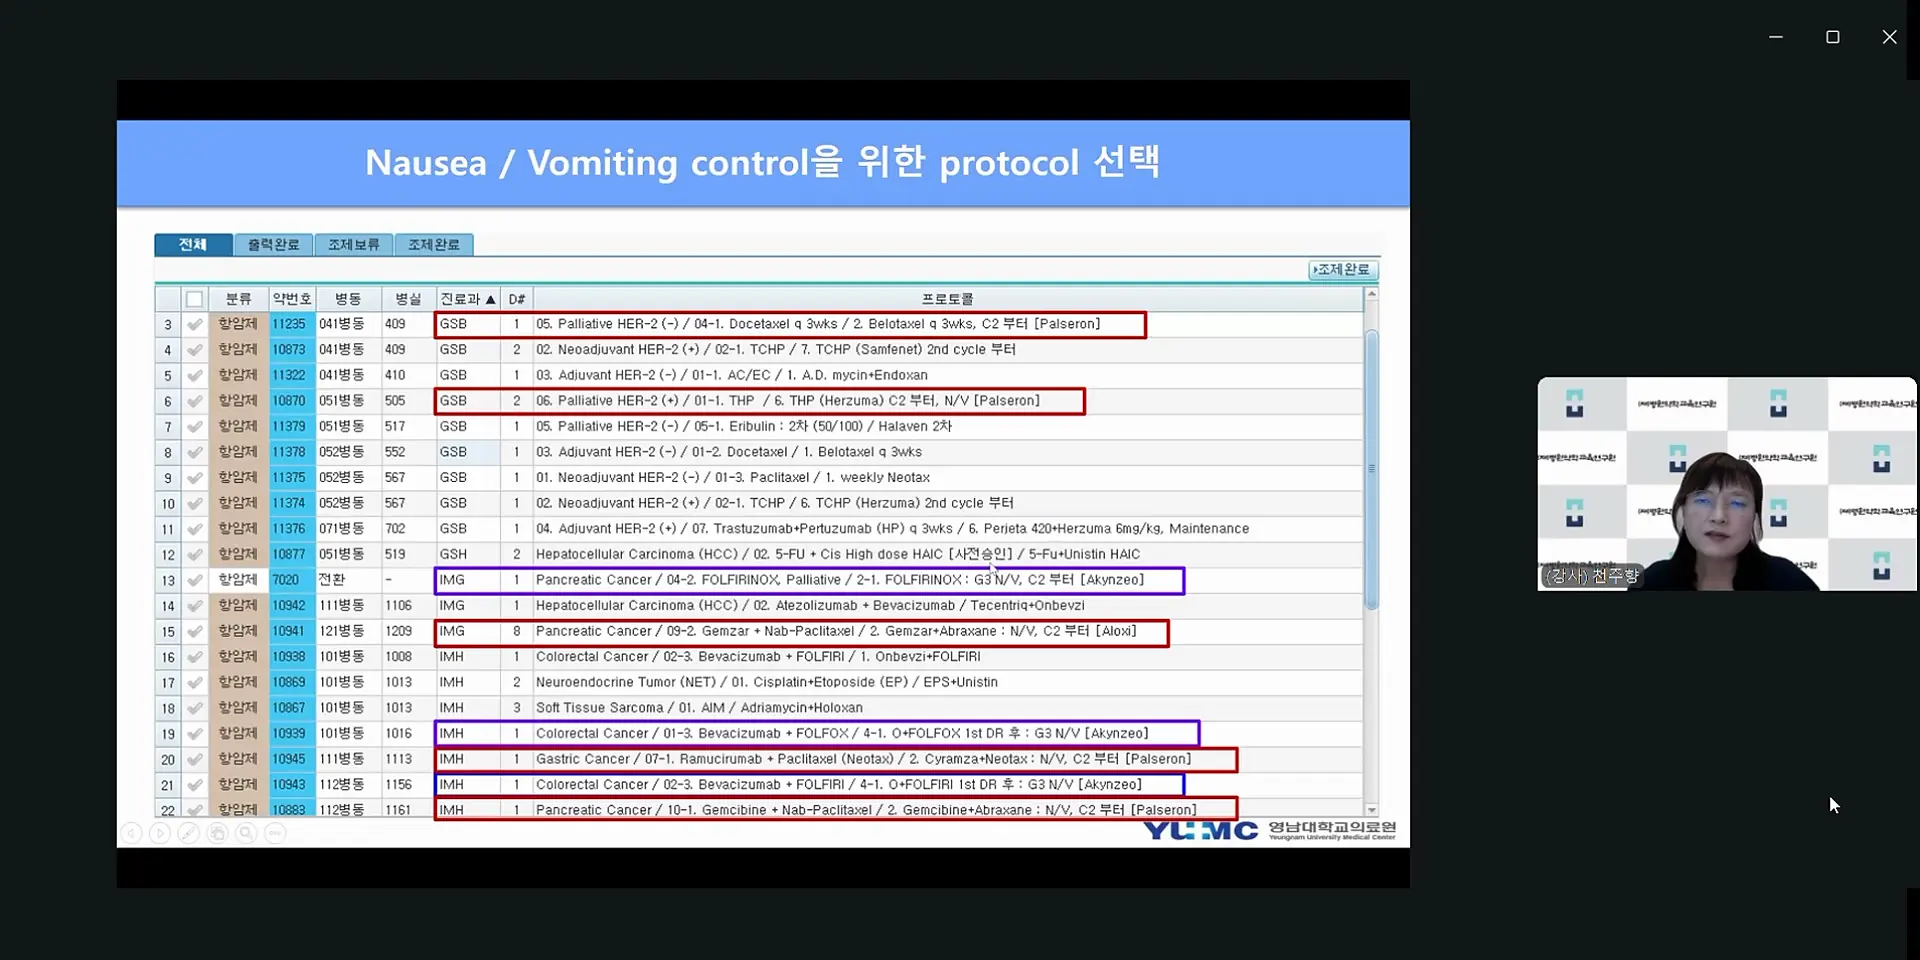 Nausea / Vomiting control을 위한 protocol 선택
전체 출력완료 조제보류 조제완료
조제완료
분류 약번호 병동 병실 진료과 ▲ D# 프로토콜
3 항암제 11235 041병동 409 GSB 1 05. Palliative HER-2 (-) / 04-1. Docetaxel q 3wks / 2. Belotaxel q 3wks, C2 부터 [Palseron]
4 항암제 10873 041병동 409 GSB 2 02. Neoadjuvant HER-2 (+) / 02-1. TCHP / 7. TCHP (Samfenet) 2nd cycle 부터
5 항암제 11322 041병동 410 GSB 1 03. Adjuvant HER-2 (-) / 01-1. AC/EC / 1. A.D. mycin+Endoxan
6 항암제 10870 051병동 505 GSB 2 06. Palliative HER-2 (+) / 01-1. THP / 6. THP (Herzuma) C2 부터, N/V [Palseron]
7 항암제 11379 051병동 517 GSB 1 05. Palliative HER-2 (-) / 05-1. Eribulin : 2차 (50/100) / Halaven 2차
8 항암제 11378 052병동 552 GSB 1 03. Adjuvant HER-2 (-) / 01-2. Docetaxel / 1. Belotaxel q 3wks
9 항암제 11375 052병동 567 GSB 1 01. Neoadjuvant HER-2 (-) / 01-3. Paclitaxel / 1. weekly Neotax
10 항암제 11374 052병동 567 GSB 1 02. Neoadjuvant HER-2 (+) / 02-1. TCHP / 6. TCHP (Herzuma) 2nd cycle 부터
11 항암제 11376 071병동 702 GSB 1 04. Adjuvant HER-2 (+) / 07. Trastuzumab+Pertuzumab (HP) q 3wks / 6. Perjeta 420+Herzuma 6mg/kg, Maintenance
12 항암제 10877 051병동 519 GSH 2 Hepatocellular Carcinoma (HCC) / 02. 5-FU + Cis High dose HAIC [사전승인] / 5-Fu+Unistin HAIC
13 항암제 7020 전환 - IMG 1 Pancreatic Cancer / 04-2. FOLFIRINOX, Palliative / 2-1. FOLFIRINOX : G3 N/V, C2 부터 [Akynzeo]
14 항암제 10942 111병동 1106 IMG 1 Hepatocellular Carcinoma (HCC) / 02. Atezolizumab + Bevacizumab / Tecentriq+Onbevzi
15 항암제 10941 121병동 1209 IMG 8 Pancreatic Cancer / 09-2. Gemzar + Nab-Paclitaxel / 2. Gemzar+Abraxane : N/V, C2 부터 [Aloxi]
16 항암제 10938 101병동 1008 IMH 1 Colorectal Cancer / 02-3. Bevacizumab + FOLFIRI / 1. Onbevzi+FOLFIRI
17 항암제 10869 101병동 1013 IMH 2 Neuroendocrine Tumor (NET) / 01. Cisplatin+Etoposide (EP) / EPS+Unistin
18 항암제 10867 101병동 1013 IMH 3 Soft Tissue Sarcoma / 01. AIM / Adriamycin+Holoxan
19 항암제 10939 101병동 1016 IMH 1 Colorectal Cancer / 01-3. Bevacizumab + FOLFOX / 4-1. O+FOLFOX 1st DR 후 : G3 N/V [Akynzeo]
20 항암제 10945 111병동 1113 IMH 1 Gastric Cancer / 07-1. Ramucirumab + Paclitaxel (Neotax) / 2. Cyramza+Neotax : N/V, C2 부터 [Palseron]
21 항암제 10943 112병동 1156 IMH 1 Colorectal Cancer / 02-3. Bevacizumab + FOLFIRI / 4-1. O+FOLFIRI 1st DR 후 : G3 N/V [Akynzeo]
22 항암제 10883 112병동 1161 IMH 1 Pancreatic Cancer / 10-1. Gemcibine + Nab-Paclitaxel / 2. Gemcibine+Abraxane : N/V, C2 부터 [Palseron]
YUMC 영남대학교의료원
Yeungnam University Medical Center
(재)병원약학교육연구원
(강사) 천주향